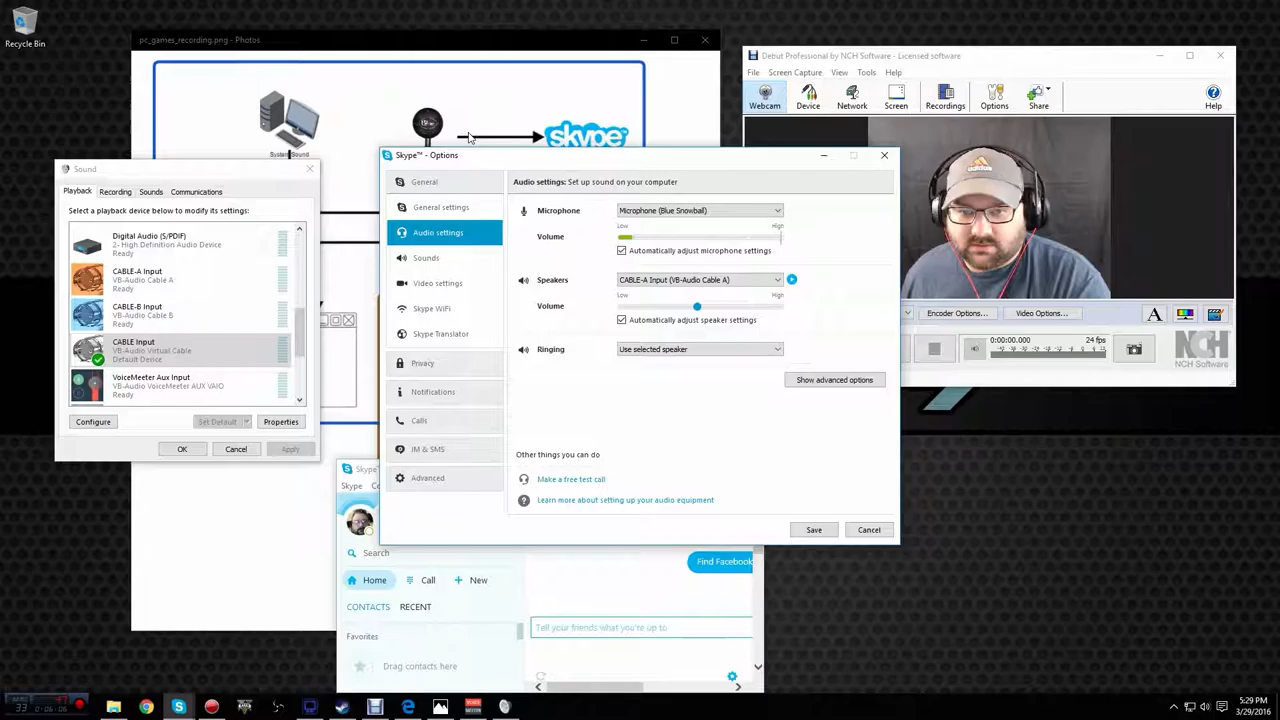 Recycle Bin
pc_games_recording.png - Photos
System Sound
skype™
Debut Professional by NCH Software - Licensed software
File Screen Capture View Tools Help
Webcam Device Network Screen Recordings Options Share Help
Sound
Playback Recording Sounds Communications
Select a playback device below to modify its settings:
Digital Audio (S/PDIF)
2- High Definition Audio Device
Ready
CABLE-A Input
VB-Audio Cable A
Ready
CABLE-B Input
VB-Audio Cable B
Ready
CABLE Input
VB-Audio Virtual Cable
Default Device
VoiceMeeter Aux Input
VB-Audio VoiceMeeter AUX VAIO
Ready
Configure Set Default Properties
OK Cancel Apply
Skype™ - Options
General
General settings
Audio settings
Sounds
Video settings
Skype WiFi
Skype Translator
Privacy
Notifications
Calls
IM & SMS
Advanced
Audio settings: Set up sound on your computer
Microphone Microphone (Blue Snowball)
Low High
Volume
Automatically adjust microphone settings
Speakers CABLE-A Input (VB-Audio Cable A)
Low High
Volume
Automatically adjust speaker settings
Ringing Use selected speaker
Show advanced options
Other things you can do
Make a free test call
Learn more about setting up your audio equipment
Save Cancel
Encoder Options... Video Options...
A
0:00:00.000 24 fps
NCH
NCH Software
Skype
Skype Co
Search
Home Call New
CONTACTS RECENT
Favorites
Drag contacts here
Find Facebook
Tell your friends what you're up to
5:29 PM
3/29/2016